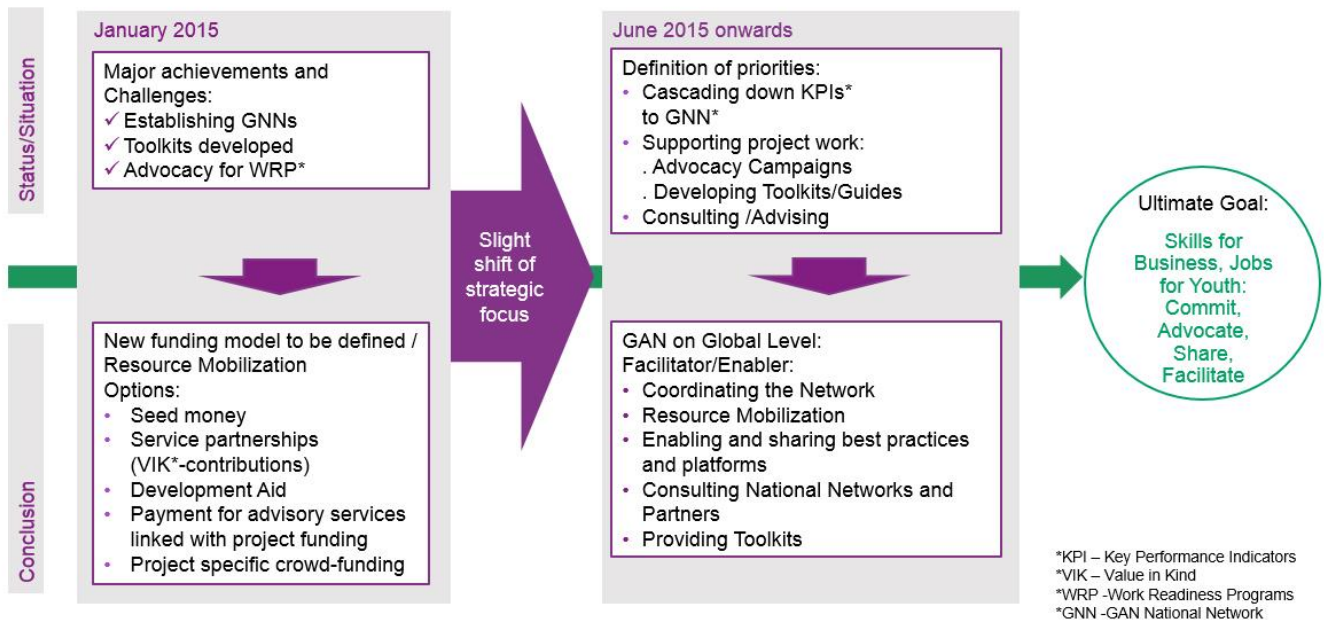 Status/Situation
January 2015
Major achievements and
Challenges:
✓ Establishing GNNs
✓ Toolkits developed
✓ Advocacy for WRP*
Conclusion
New funding model to be defined /
Resource Mobilization
Options:
• Seed money
• Service partnerships
(VIK*-contributions)
• Development Aid
• Payment for advisory services
linked with project funding
• Project specific crowd-funding
Slight
shift of
strategic
focus
June 2015 onwards
Definition of priorities:
• Cascading down KPIs*
to GNN*
• Supporting project work:
. Advocacy Campaigns
. Developing Toolkits/Guides
• Consulting /Advising
GAN on Global Level:
Facilitator/Enabler:
• Coordinating the Network
• Resource Mobilization
• Enabling and sharing best practices
and platforms
• Consulting National Networks and
Partners
• Providing Toolkits
Ultimate Goal:
Skills for
Business, Jobs
for Youth:
Commit,
Advocate,
Share,
Facilitate
*KPI – Key Performance Indicators
*VIK – Value in Kind
*WRP -Work Readiness Programs
*GNN -GAN National Network